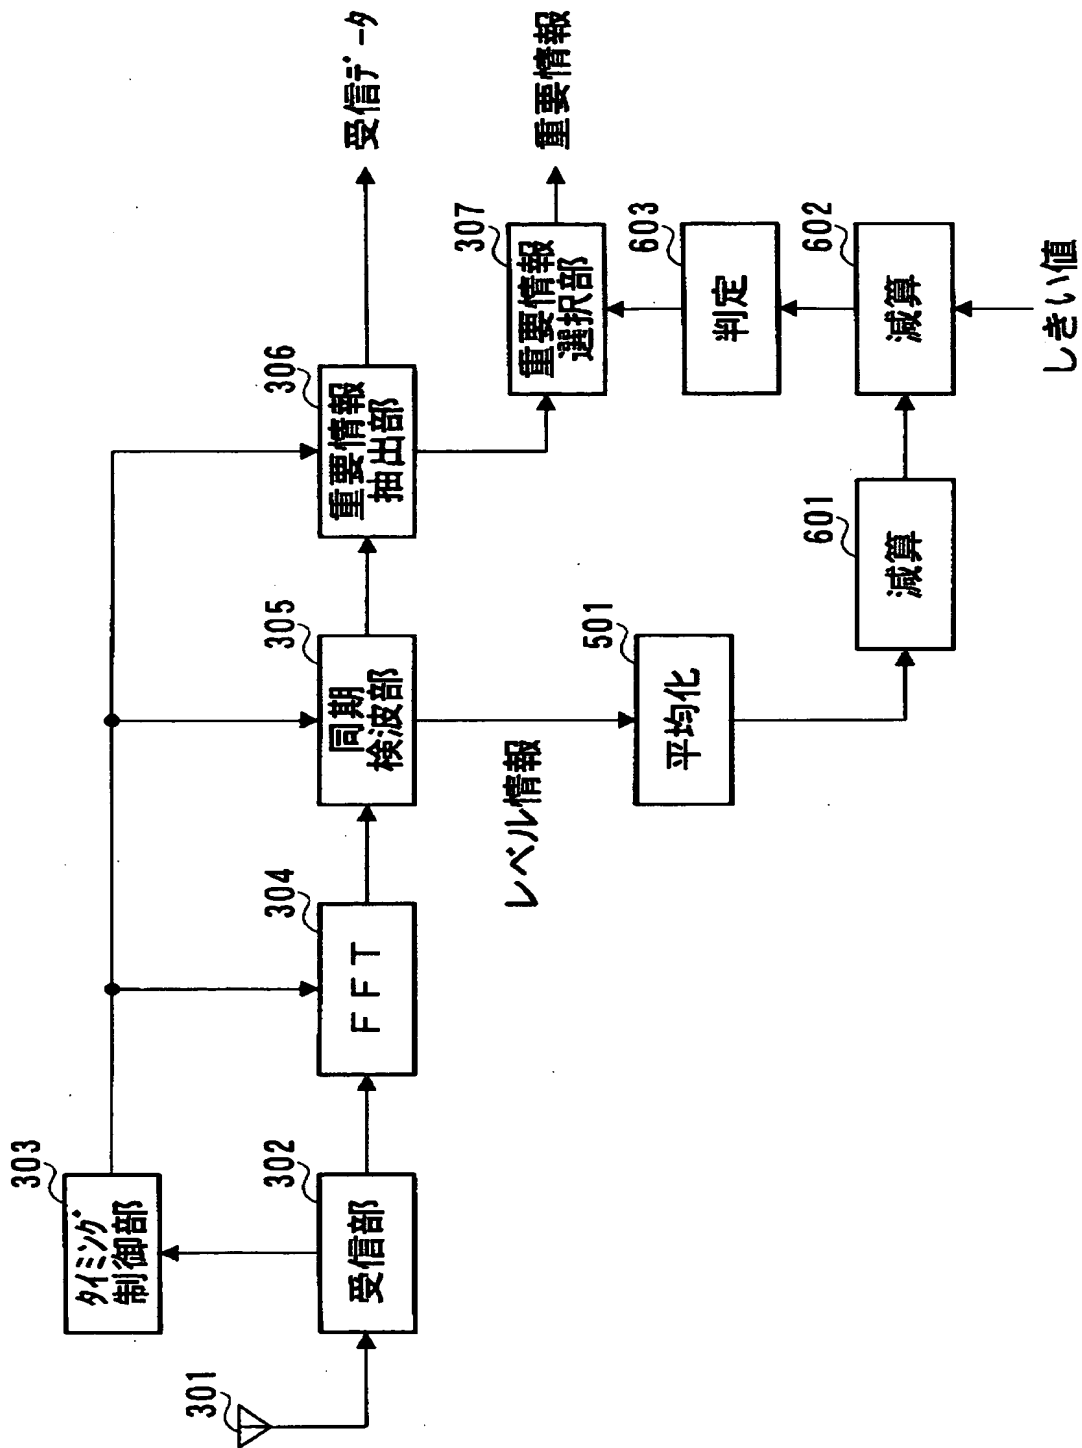 303
タイミング
制御部
301
302
受信部
304
FFT
305
同期
検波部
306
重要情報
抽出部
受信データ
レベル情報
307
重要情報
選択部
重要情報
501
平均化
603
判定
601
減算
602
減算
しきい値